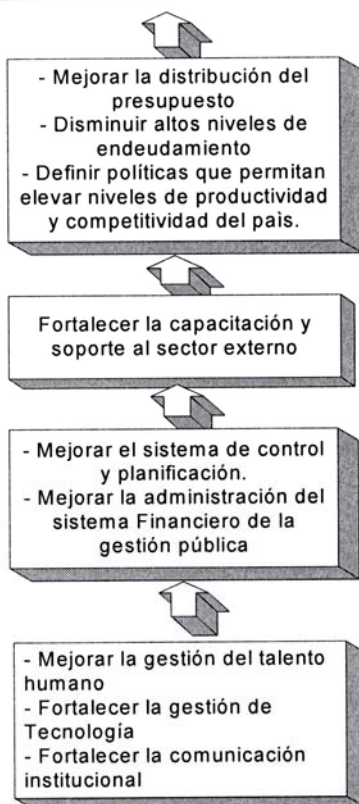 - Mejorar la distribución del
presupuesto
- Disminuir altos niveles de
endeudamiento
- Definir políticas que permitan
elevar niveles de productividad
y competitividad del paìs.
Fortalecer la capacitación y
soporte al sector externo
- Mejorar el sistema de control
y planificación.
- Mejorar la administración del
sistema Financiero de la
gestión pública
- Mejorar la gestión del talento
humano
- Fortalecer la gestión de
Tecnología
- Fortalecer la comunicación
institucional